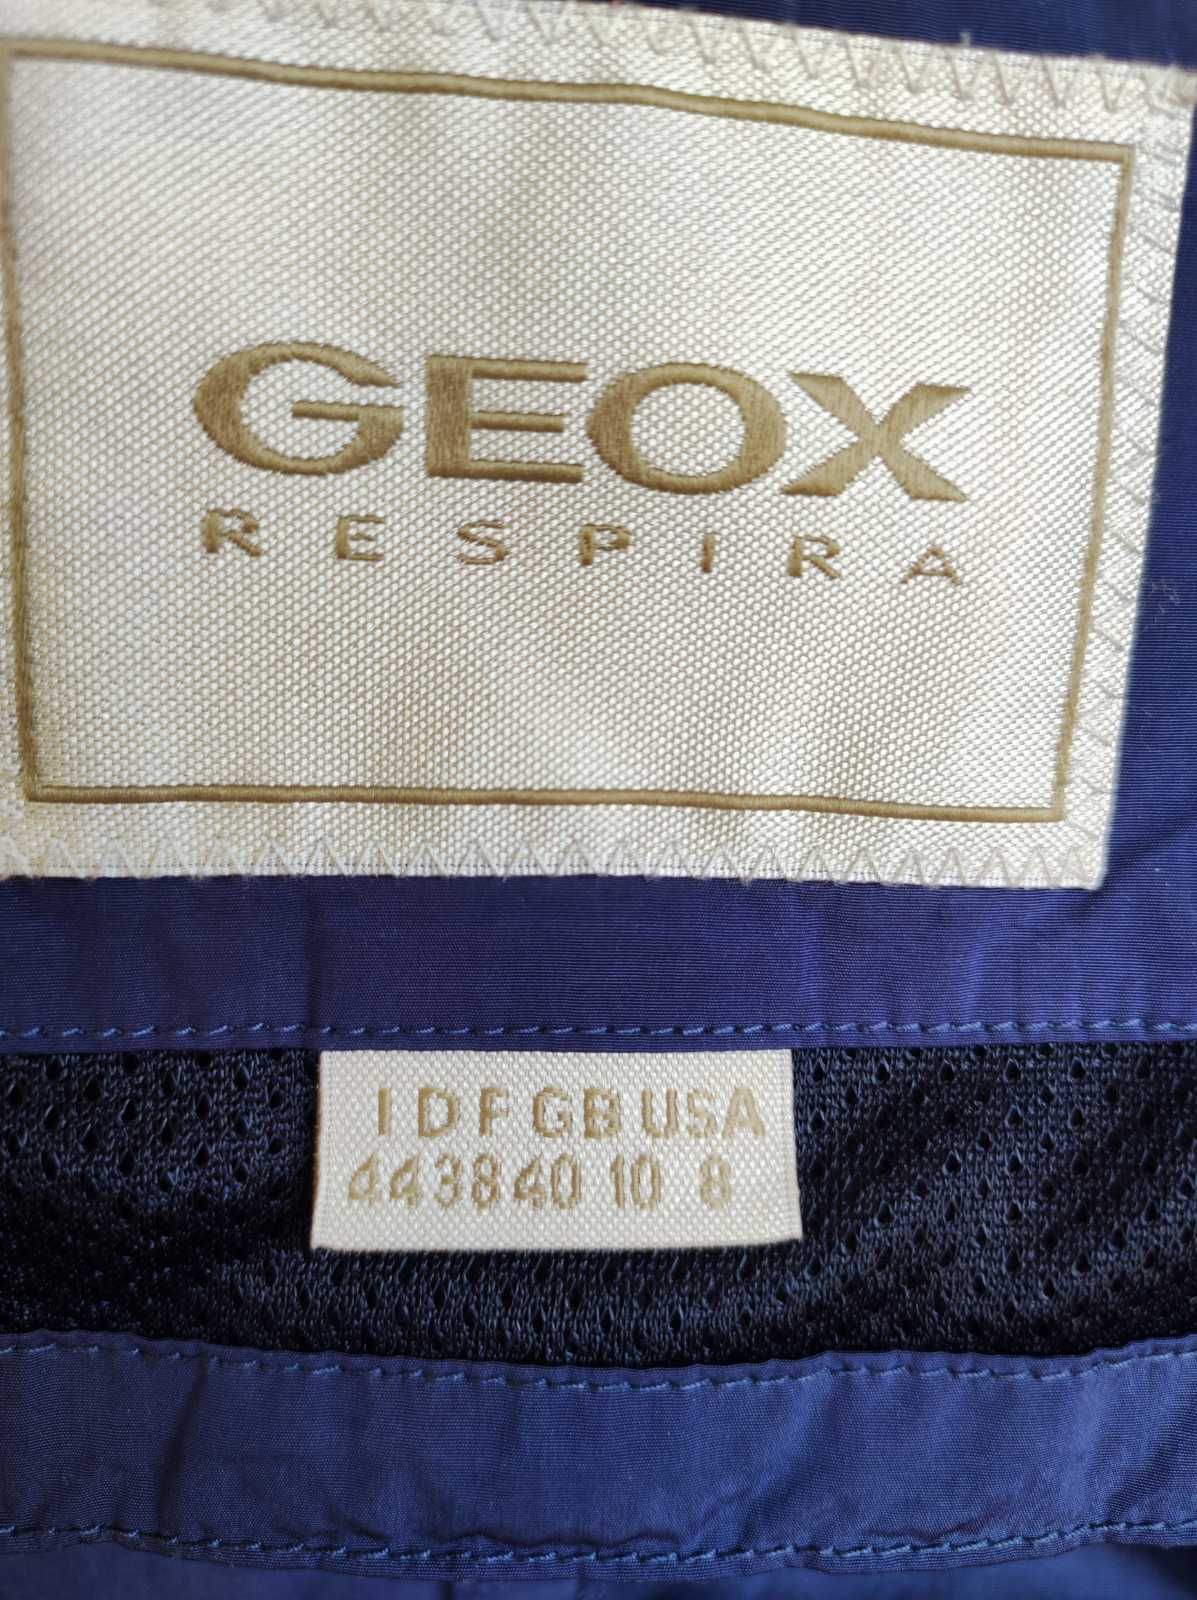 GEOX
RESPIRA
I D F GB USA
44 38 40 10 8